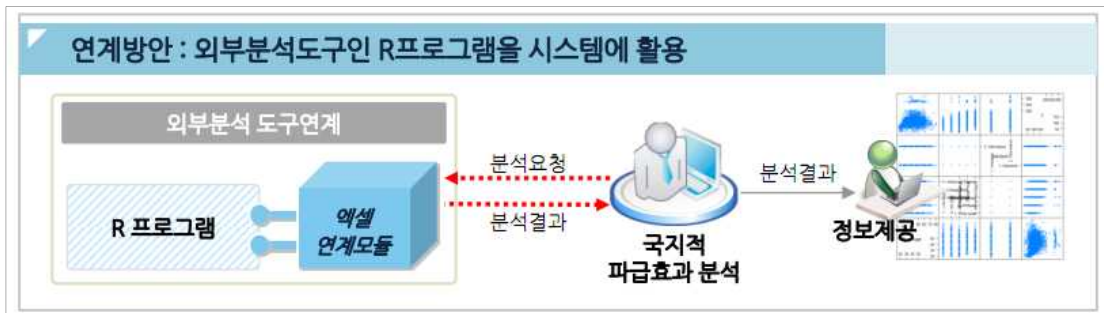 연계방안 : 외부분석도구인 R프로그램을 시스템에 활용
외부분석 도구연계
R 프로그램
엑셀
연계모듈
분석요청
분석결과
국지적
파급효과 분석
분석결과
정보제공